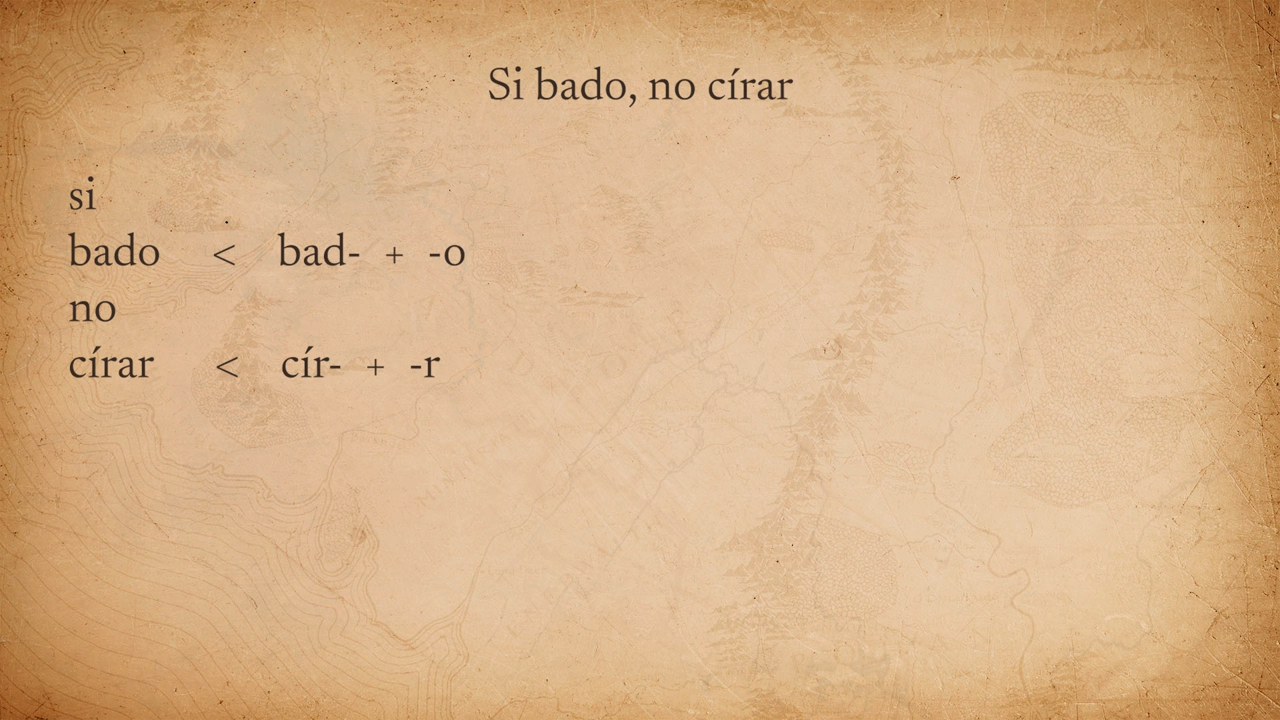 Si bado, no círar
si
bado < bad- + -o
no
círar < cír- + -r